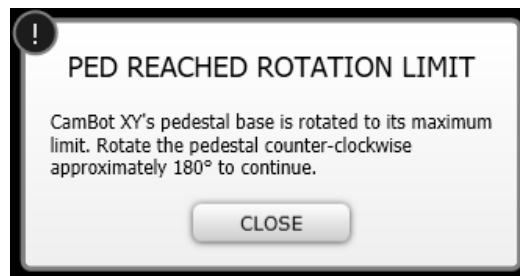 !
PED REACHED ROTATION LIMIT
CamBot XY's pedestal base is rotated to its maximum
limit. Rotate the pedestal counter-clockwise
approximately 180° to continue.
CLOSE